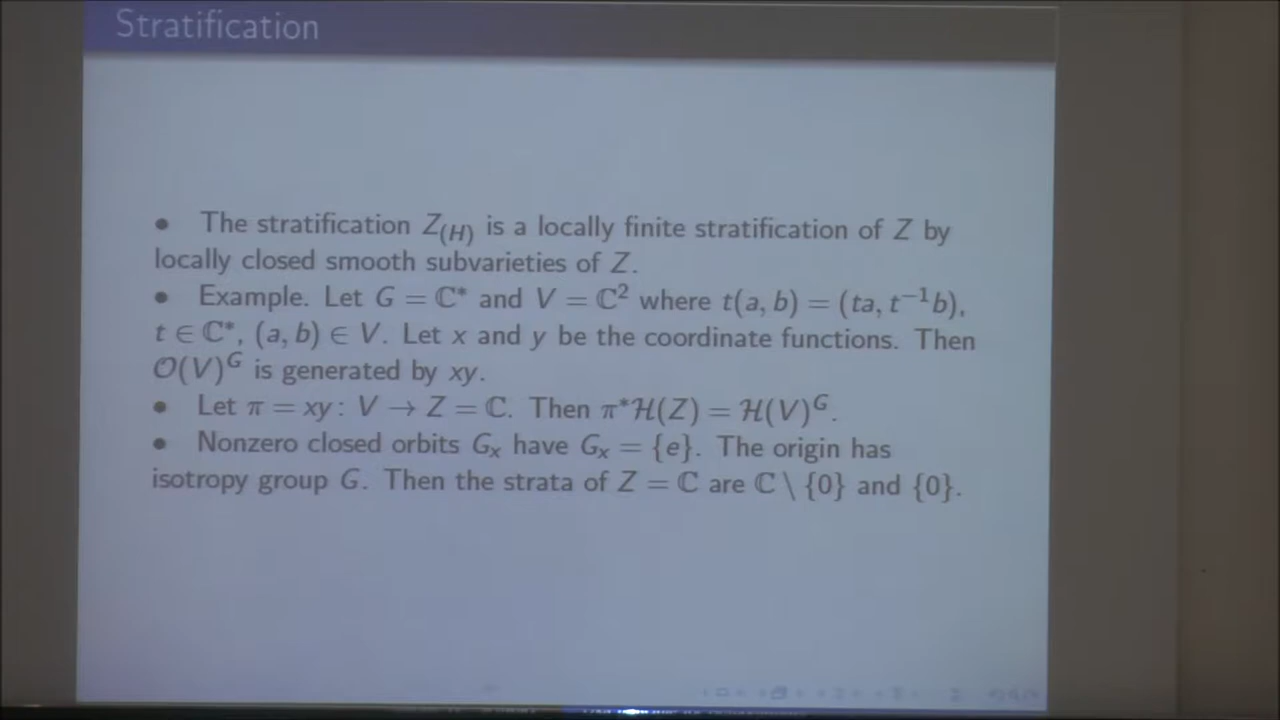 Stratification
• The stratification Z_(H) is a locally finite stratification of Z by
locally closed smooth subvarieties of Z.
• Example. Let G = ℂ* and V = ℂ² where t(a, b) = (ta, t⁻¹b),
t ∈ ℂ*, (a, b) ∈ V. Let x and y be the coordinate functions. Then
𝒪(V)^G is generated by xy.
• Let π = xy : V → Z = ℂ. Then π*ℋ(Z) = ℋ(V)^G.
• Nonzero closed orbits G_x have G_x = {e}. The origin has
isotropy group G. Then the strata of Z = ℂ are ℂ \ {0} and {0}.